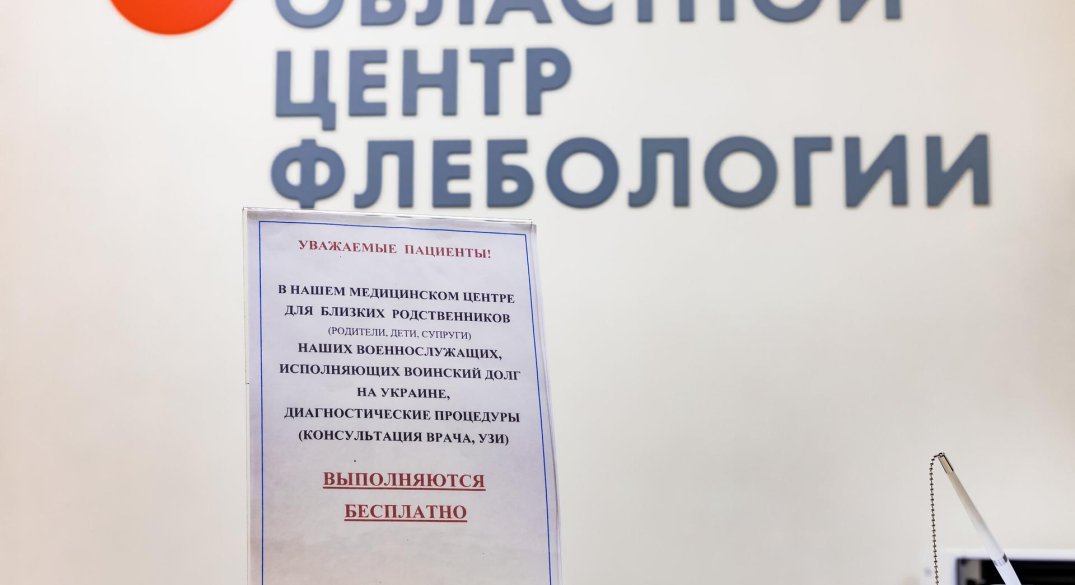 ОБЛАСТНОЙ
ЦЕНТР
ФЛЕБОЛОГИИ
УВАЖАЕМЫЕ ПАЦИЕНТЫ!
В НАШЕМ МЕДИЦИНСКОМ ЦЕНТРЕ
ДЛЯ БЛИЗКИХ РОДСТВЕННИКОВ
(РОДИТЕЛИ, ДЕТИ, СУПРУГИ)
НАШИХ ВОЕННОСЛУЖАЩИХ,
ИСПОЛНЯЮЩИХ ВОИНСКИЙ ДОЛГ
НА УКРАИНЕ,
ДИАГНОСТИЧЕСКИЕ ПРОЦЕДУРЫ
(КОНСУЛЬТАЦИЯ ВРАЧА, УЗИ)
ВЫПОЛНЯЮТСЯ
БЕСПЛАТНО